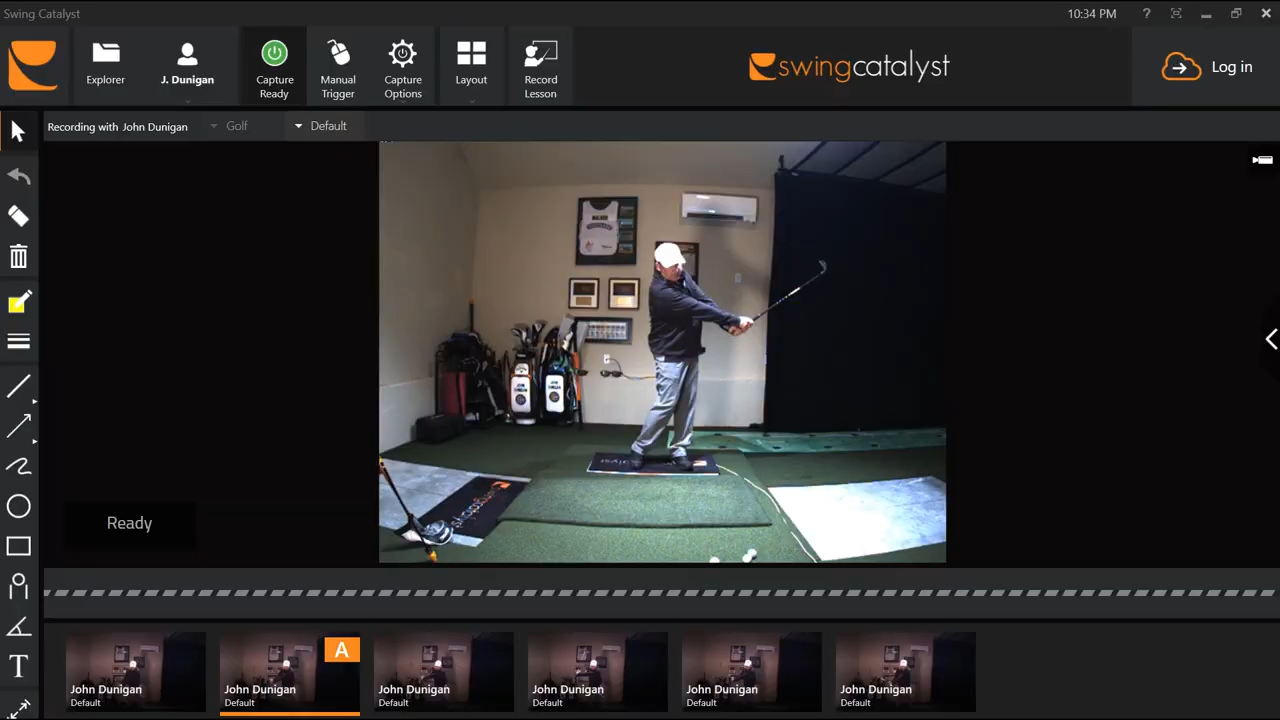 Swing Catalyst
10:34 PM
?
Explorer
J. Dunigan
Capture
Ready
Manual
Trigger
Capture
Options
Layout
Record
Lesson
swingcatalyst
Log in
Recording with John Dunigan
Golf
Default
Ready
A
T
John Dunigan
Default
John Dunigan
Default
John Dunigan
Default
John Dunigan
Default
John Dunigan
Default
John Dunigan
Default